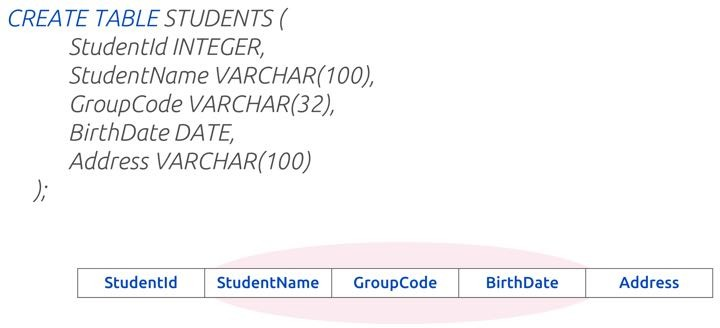 CREATE TABLE STUDENTS (
StudentId INTEGER,
StudentName VARCHAR(100),
GroupCode VARCHAR(32),
BirthDate DATE,
Address VARCHAR(100)
);
StudentId StudentName GroupCode BirthDate Address